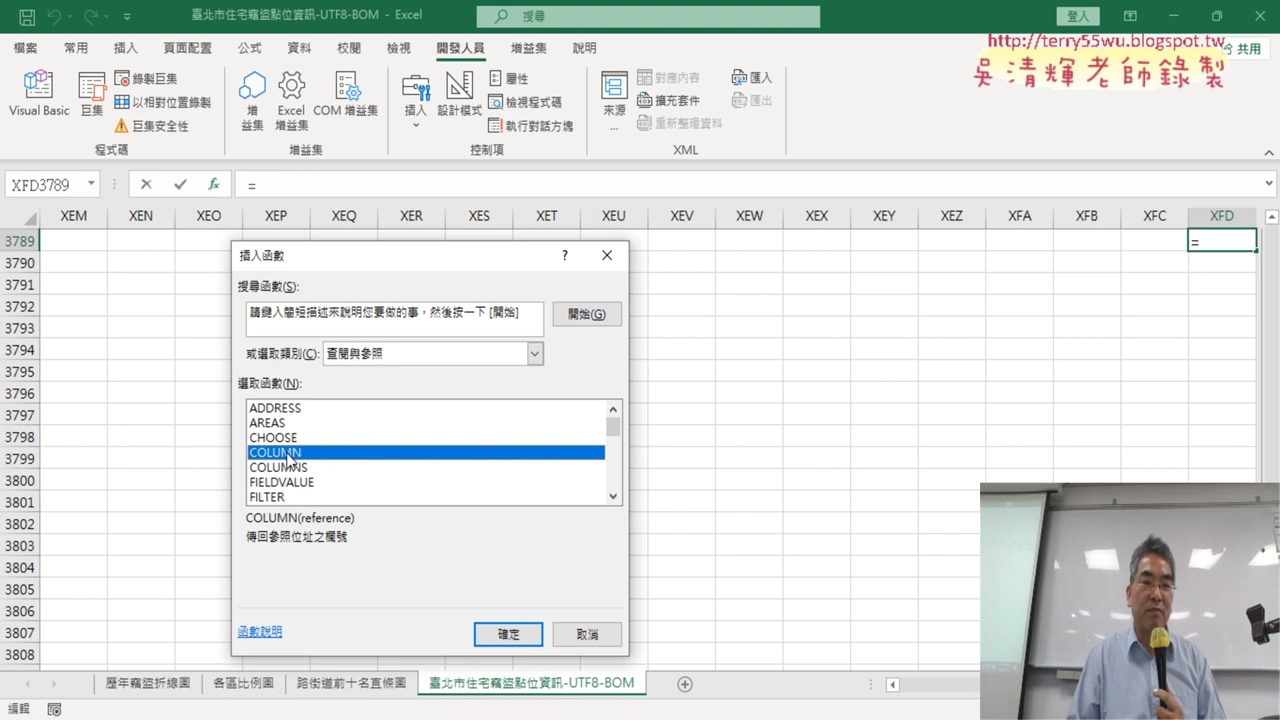 臺北市住宅竊盜點位資訊-UTF8-BOM - Excel
搜尋
登入
檔案
常用
插入
頁面配置
公式
資料
校閱
檢視
開發人員
增益集
說明
共用
http://terry55wu.blogspot.tw
吳清輝老師錄製
Visual Basic
巨集
錄製巨集
以相對位置錄製
巨集安全性
程式碼
增
益集
Excel
增益集
COM 增益集
增益集
插入
設計模式
屬性
檢視程式碼
執行對話方塊
控制項
來源
...
對應內容
擴充套件
重新整理資料
匯入
匯出
XML
XFD3789
fx
=
XEM XEN XEO XEP XEQ XER XES XET XEU XEV XEW XEX XEY XEZ XFA XFB XFC XFD
3789
=
3790
3791
3792
3793
3794
3795
3796
3797
3798
3799
3800
3801
3802
3803
3804
3805
3806
3807
3808
插入函數
?
搜尋函數(S):
請鍵入簡短描述來說明您要做的事，然後按一下 [開始]
開始(G)
或選取類別(C):
查閱與參照
選取函數(N):
ADDRESS
AREAS
CHOOSE
COLUMN
COLUMNS
FIELDVALUE
FILTER
COLUMN(reference)
傳回參照位址之欄號
函數說明
確定
取消
歷年竊盜折線圖
各區比例圖
路街道前十名直條圖
臺北市住宅竊盜點位資訊-UTF8-BOM
編輯